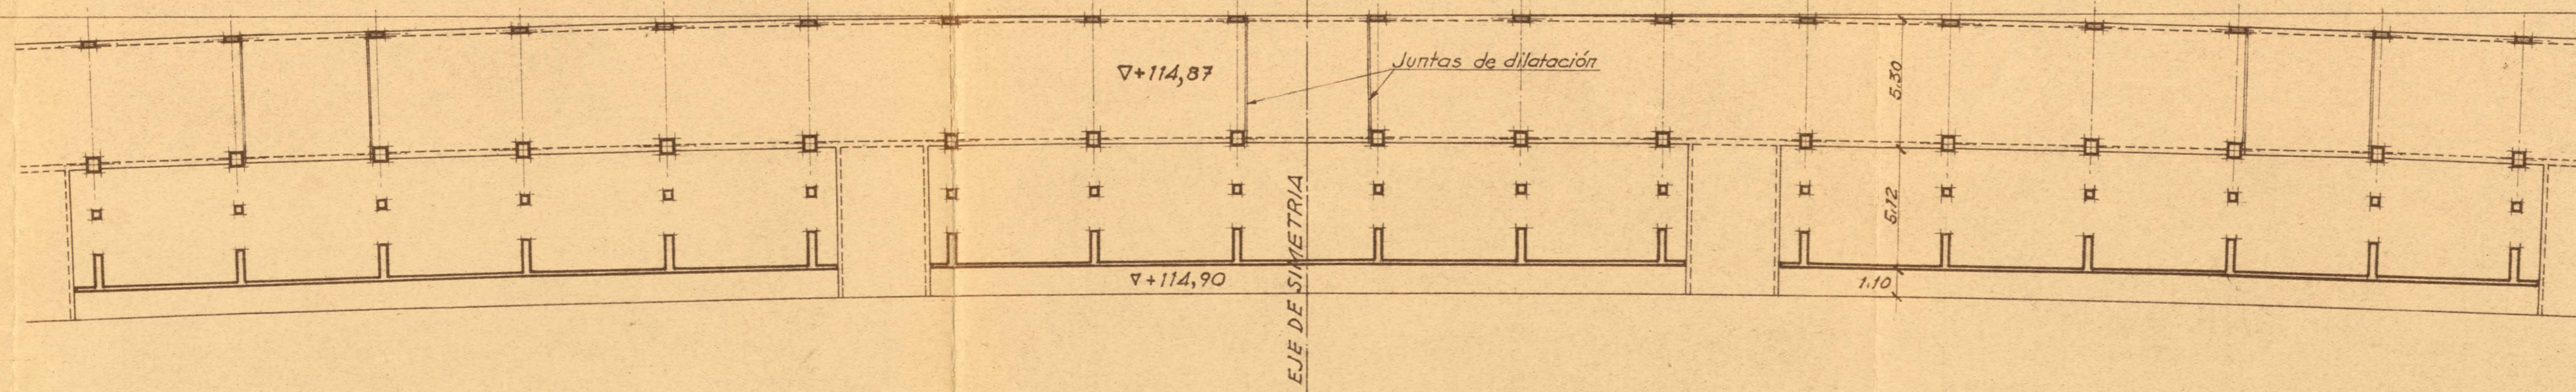 ∇+114,87
Juntas de dilatación
5.30
5.12
EJE DE SIMETRIA
∇+114,90
1.10